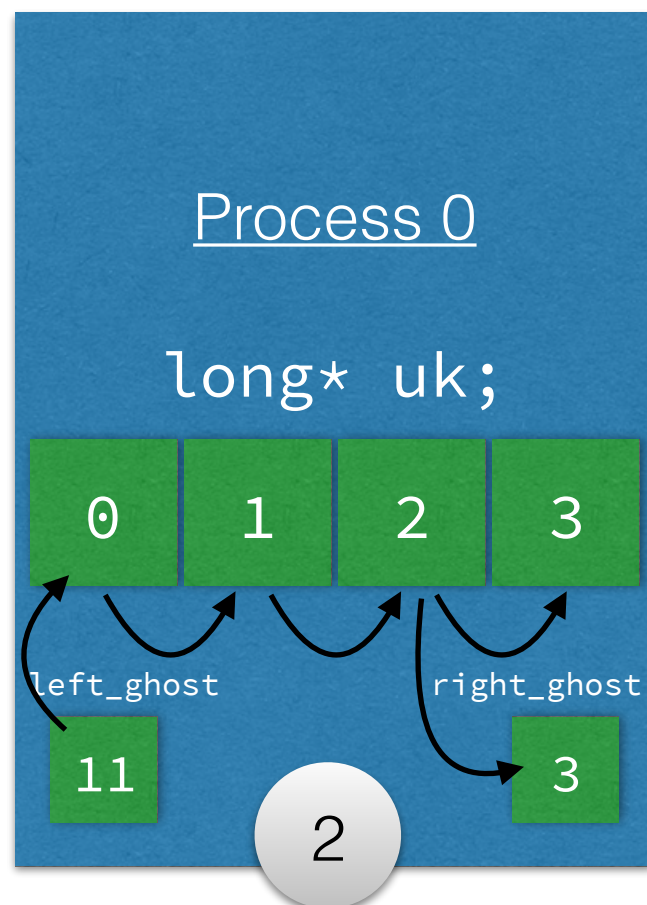 Process 0
long* uk;
0 1 2 3
left_ghost right_ghost
11 3
2